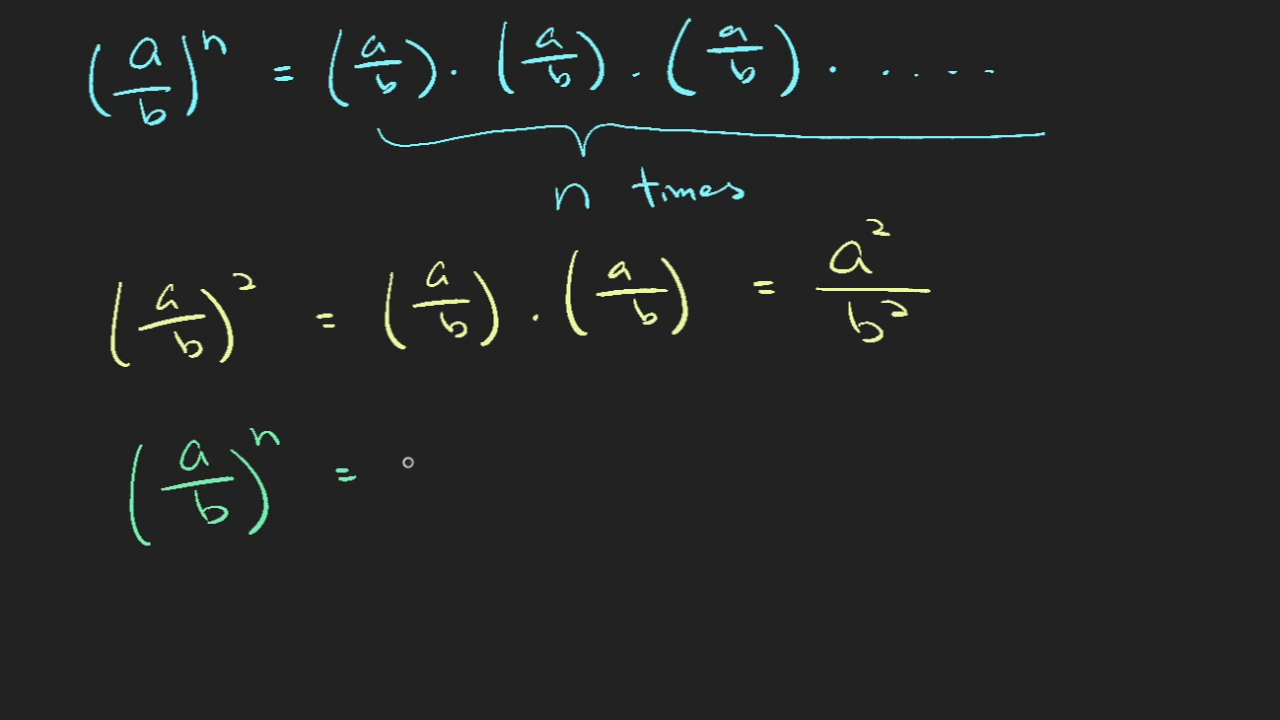 (a/b)^n = (a/b) · (a/b) · (a/b) · . . . . .
n times
(a/b)^2 = (a/b) · (a/b) = a^2/b^2
(a/b)^n =